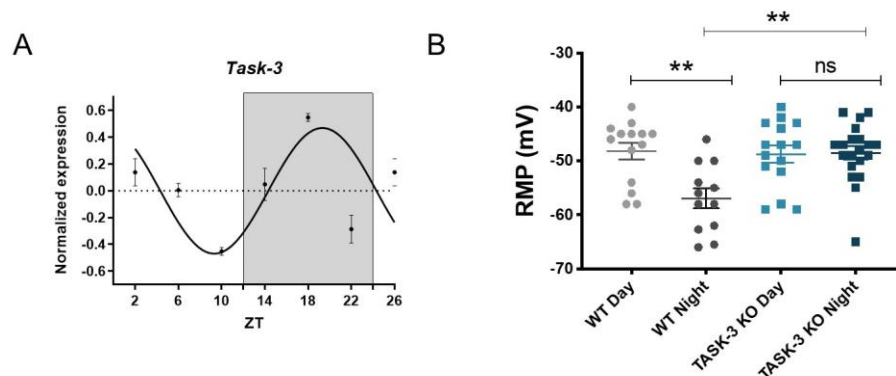 A
Task-3
Normalized expression
0.6
0.4
0.2
0.0
-0.2
-0.4
-0.6
2 6 10 14 18 22 26
ZT
B
**
** ns
RMP (mV)
-30
-40
-50
-60
-70
WT Day
WT Night
TASK-3 KO Day
TASK-3 KO Night